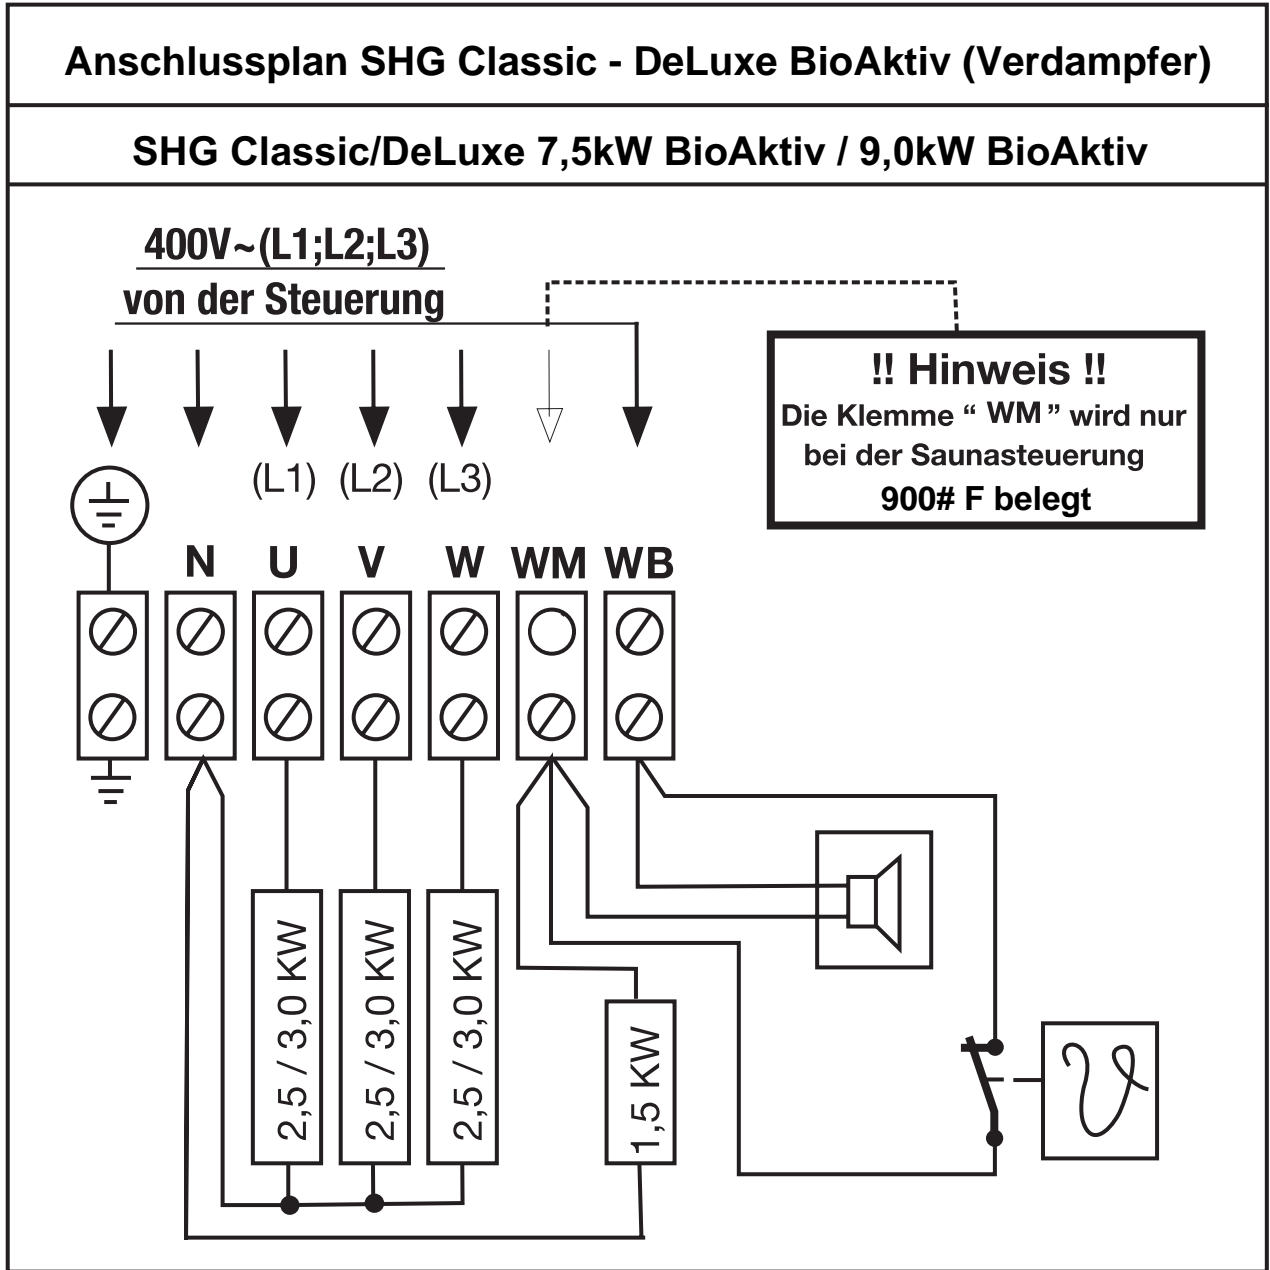 Anschlussplan SHG Classic - DeLuxe BioAktiv (Verdampfer)
SHG Classic/DeLuxe 7,5kW BioAktiv / 9,0kW BioAktiv
400V~(L1;L2;L3)
von der Steuerung
!! Hinweis !!
Die Klemme “ WM ” wird nur
bei der Saunasteuerung
900# F belegt
(L1) (L2) (L3)
N U V W WM WB
2,5 / 3,0 KW
2,5 / 3,0 KW
2,5 / 3,0 KW
1,5 KW